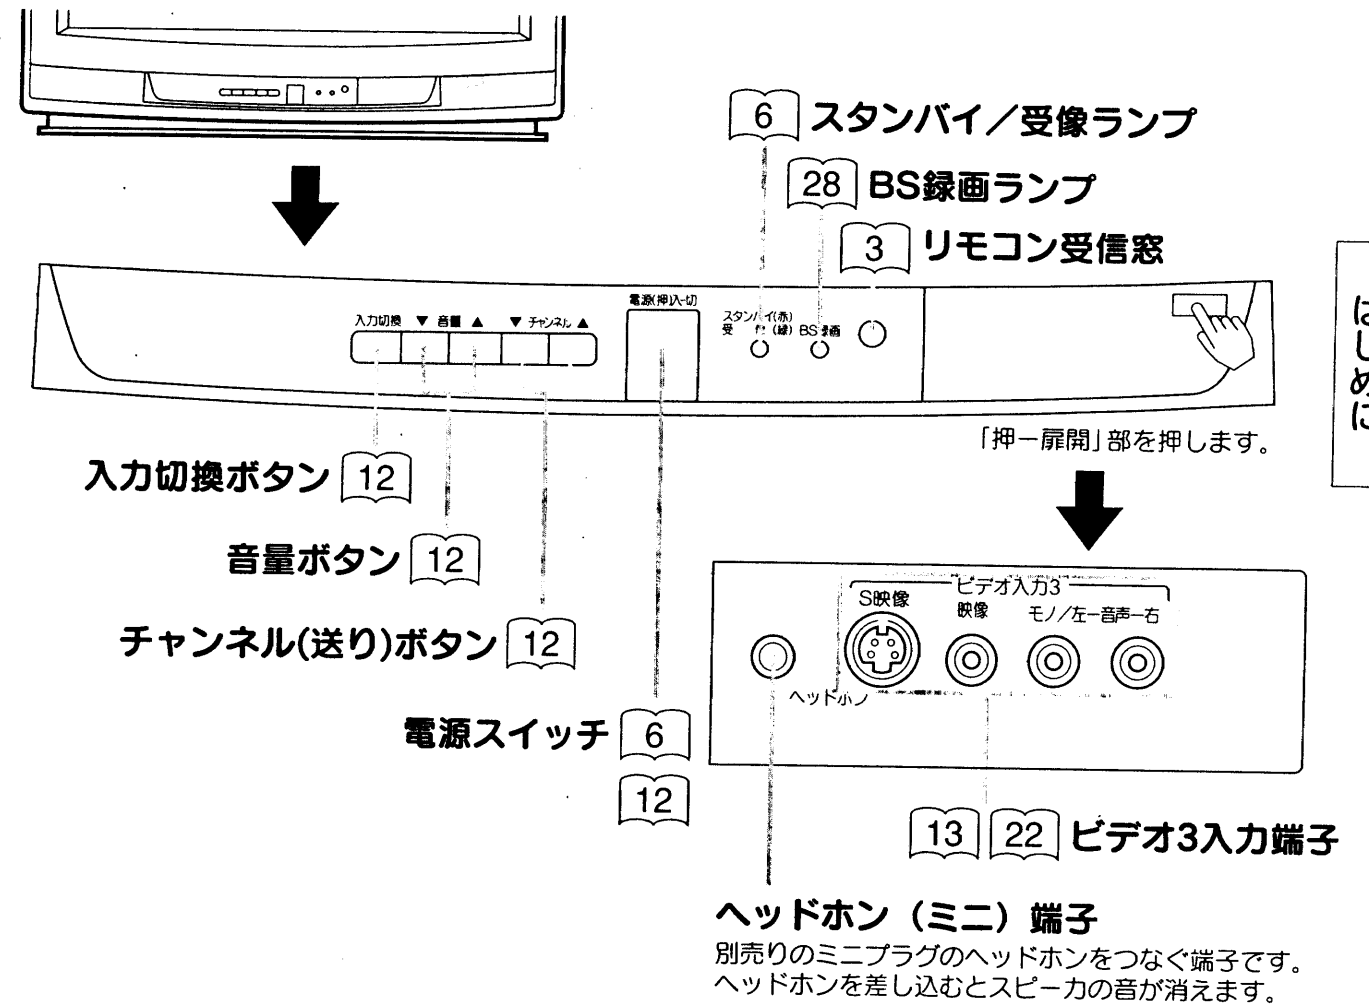 6 スタンバイ／受像ランプ
28 BS録画ランプ
3 リモコン受信窓
電源(押)入-切
入力切換 ▼ 音量 ▲ ▼ チャンネル ▲
スタンバイ(赤)
受 像(緑) BS録画
はじめに
「押ー扉開」部を押します。
入力切換ボタン 12
音量ボタン 12
チャンネル(送り)ボタン 12
電源スイッチ 6
12
ビデオ入力3
S映像 映像 モノ／左ー音声ー右
ヘッドホン
13 22 ビデオ3入力端子
ヘッドホン（ミニ）端子
別売りのミニプラグのヘッドホンをつなぐ端子です。
ヘッドホンを差し込むとスピーカの音が消えます。